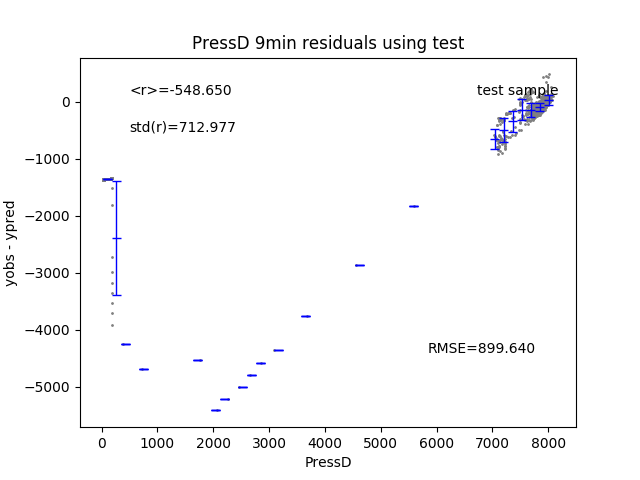 PressD 9min residuals using test
<r>=-548.650
test sample
std(r)=712.977
RMSE=899.640
yobs - ypred
0
−1000
−2000
−3000
−4000
−5000
0 1000 2000 3000 4000 5000 6000 7000 8000
PressD